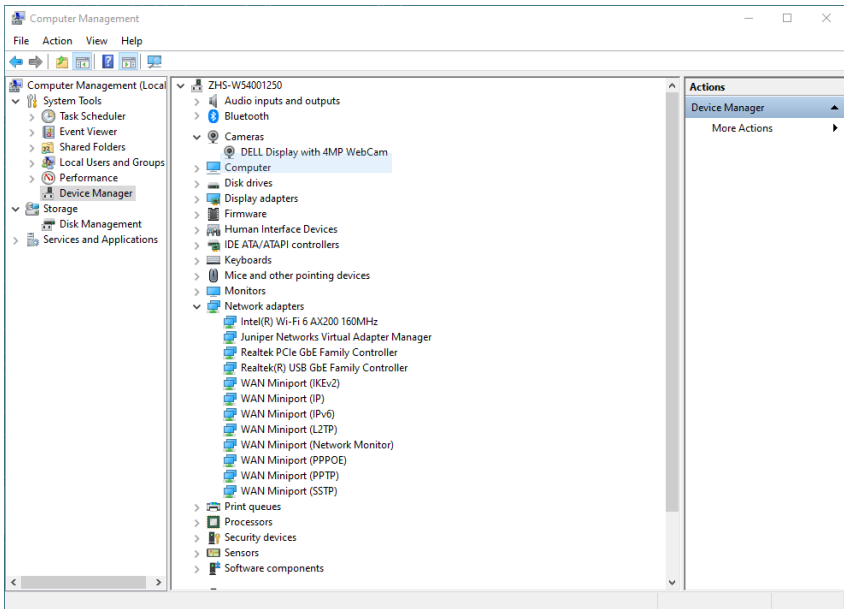 Computer Management
File Action View Help
Computer Management (Local
System Tools
Task Scheduler
Event Viewer
Shared Folders
Local Users and Groups
Performance
Device Manager
Storage
Disk Management
Services and Applications
ZHS-W54001250
Audio inputs and outputs
Bluetooth
Cameras
DELL Display with 4MP WebCam
Computer
Disk drives
Display adapters
Firmware
Human Interface Devices
IDE ATA/ATAPI controllers
Keyboards
Mice and other pointing devices
Monitors
Network adapters
Intel(R) Wi-Fi 6 AX200 160MHz
Juniper Networks Virtual Adapter Manager
Realtek PCIe GbE Family Controller
Realtek(R) USB GbE Family Controller
WAN Miniport (IKEv2)
WAN Miniport (IP)
WAN Miniport (IPv6)
WAN Miniport (L2TP)
WAN Miniport (Network Monitor)
WAN Miniport (PPPOE)
WAN Miniport (PPTP)
WAN Miniport (SSTP)
Print queues
Processors
Security devices
Sensors
Software components
Actions
Device Manager
More Actions